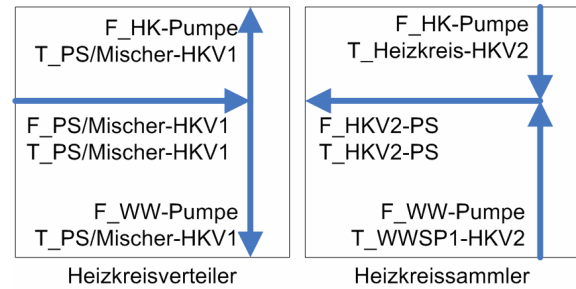 F_HK-Pumpe
T_PS/Mischer-HKV1
F_PS/Mischer-HKV1
T_PS/Mischer-HKV1
F_WW-Pumpe
T_PS/Mischer-HKV1
Heizkreisverteiler
F_HK-Pumpe
T_Heizkreis-HKV2
F_HKV2-PS
T_HKV2-PS
F_WW-Pumpe
T_WWSP1-HKV2
Heizkreissammler